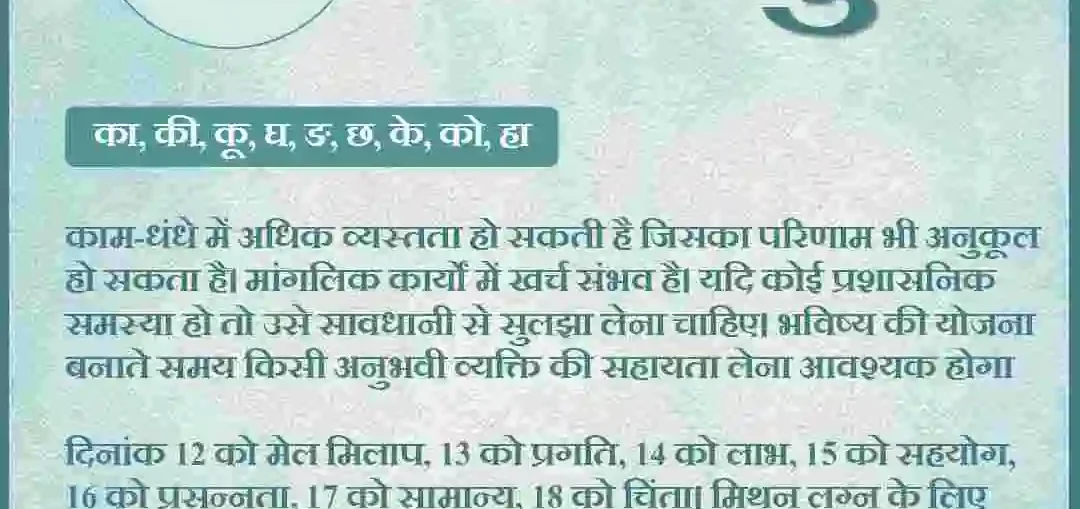 का, की, कू, घ, ङ, छ, के, को, हा
काम-धंधे में अधिक व्यस्तता हो सकती है जिसका परिणाम भी अनुकूल
हो सकता है। मांगलिक कार्यों में खर्च संभव है। यदि कोई प्रशासनिक
समस्या हो तो उसे सावधानी से सुलझा लेना चाहिए। भविष्य की योजना
बनाते समय किसी अनुभवी व्यक्ति की सहायता लेना आवश्यक होगा
दिनांक 12 को मेल मिलाप, 13 को प्रगति, 14 को लाभ, 15 को सहयोग,
16 को प्रसन्नता, 17 को सामान्य, 18 को चिंता। मिथुन लग्न के लिए